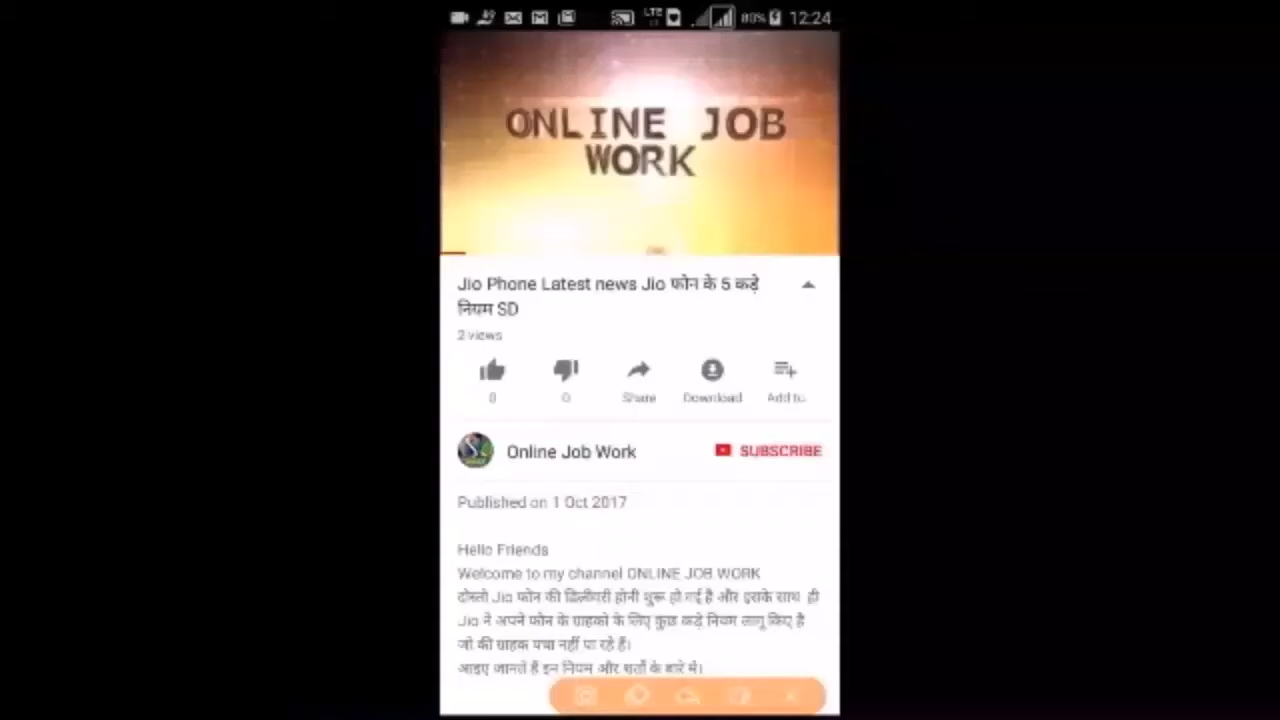 LTE 80% 12:24
ONLINE JOB
WORK
Jio Phone Latest news Jio फोन के 5 कड़े
नियम SD
2 views
0 0 Share Download Add to
Online Job Work SUBSCRIBE
Published on 1 Oct 2017
Hello Friends
Welcome to my channel ONLINE JOB WORK
दोस्तो Jio फोन की डिलीवरी होनी शुरू हो गई है और इसके साथ ही
Jio ने अपने फोन के ग्राहको के लिए कुछ कड़े नियम लागू किए है
जो की ग्राहक पचा नहीं पा रहे हैं।
आइए जानते हैं इन नियम और शर्तों के बारे मे।